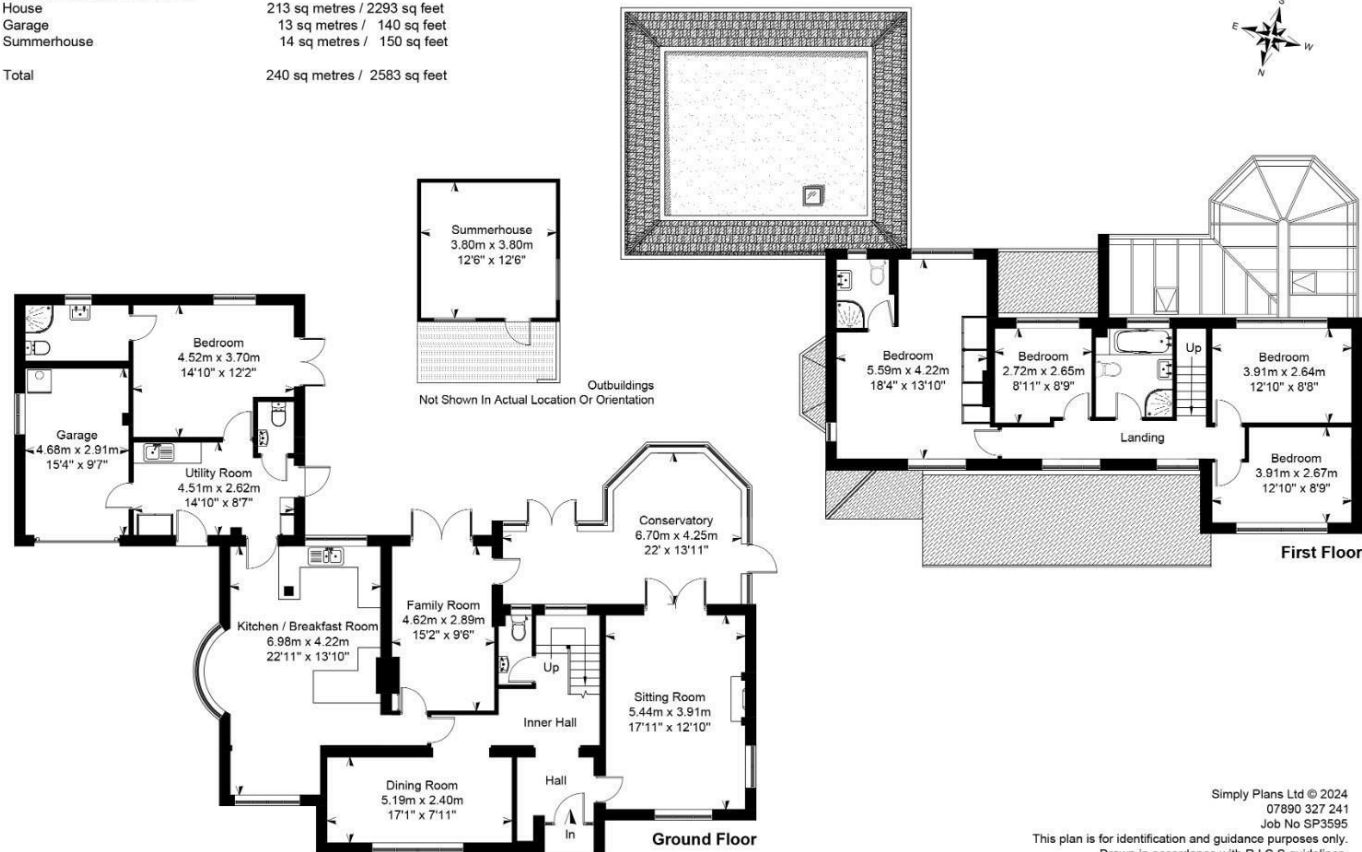 House 213 sq metres / 2293 sq feet
Garage 13 sq metres / 140 sq feet
Summerhouse 14 sq metres / 150 sq feet
Total 240 sq metres / 2583 sq feet
S
E
W
N
Summerhouse
3.80m x 3.80m
12'6" x 12'6"
Outbuildings
Not Shown In Actual Location Or Orientation
Bedroom
4.52m x 3.70m
14'10" x 12'2"
Garage
4.68m x 2.91m
15'4" x 9'7"
Utility Room
4.51m x 2.62m
14'10" x 8'7"
Kitchen / Breakfast Room
6.98m x 4.22m
22'11" x 13'10"
Family Room
4.62m x 2.89m
15'2" x 9'6"
Conservatory
6.70m x 4.25m
22' x 13'11"
Up
Inner Hall
Sitting Room
5.44m x 3.91m
17'11" x 12'10"
Dining Room
5.19m x 2.40m
17'1" x 7'11"
Hall
In
Ground Floor
Bedroom
5.59m x 4.22m
18'4" x 13'10"
Bedroom
2.72m x 2.65m
8'11" x 8'9"
Up
Bedroom
3.91m x 2.64m
12'10" x 8'8"
Landing
Bedroom
3.91m x 2.67m
12'10" x 8'9"
First Floor
Simply Plans Ltd © 2024
07890 327 241
Job No SP3595
This plan is for identification and guidance purposes only.
Drawn in accordance with R.I.C.S guidelines.